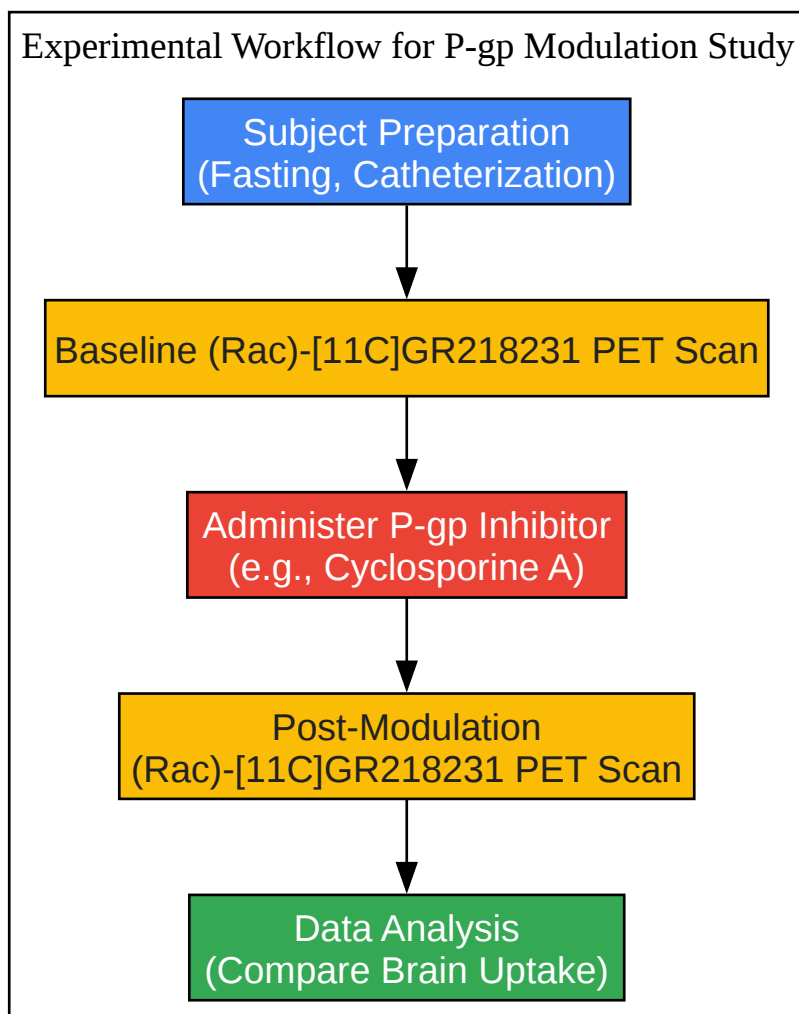 Experimental Workflow for P-gp Modulation Study
Subject Preparation
(Fasting, Catheterization)
Baseline (Rac)-[11C]GR218231 PET Scan
Administer P-gp Inhibitor
(e.g., Cyclosporine A)
Post-Modulation
(Rac)-[11C]GR218231 PET Scan
Data Analysis
(Compare Brain Uptake)